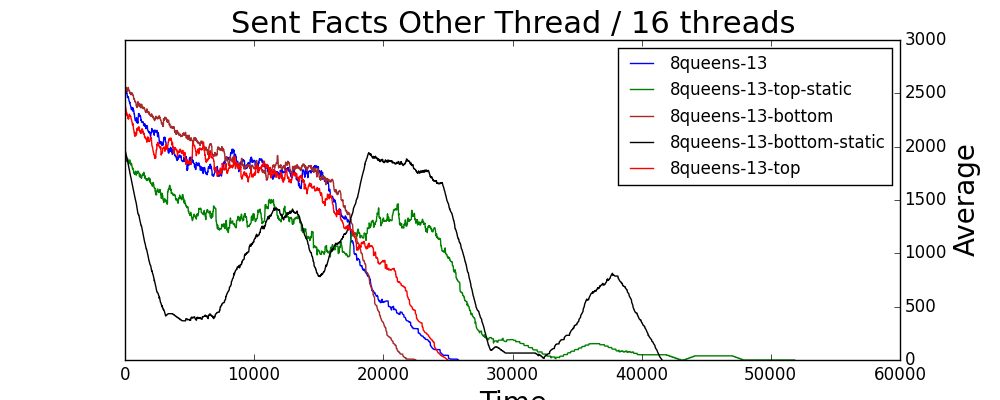 Sent Facts Other Thread / 16 threads
8queens-13
8queens-13-top-static
8queens-13-bottom
8queens-13-bottom-static
8queens-13-top
3000
2500
2000
1500
1000
500
0
Average
0 10000 20000 30000 40000 50000 60000
Time